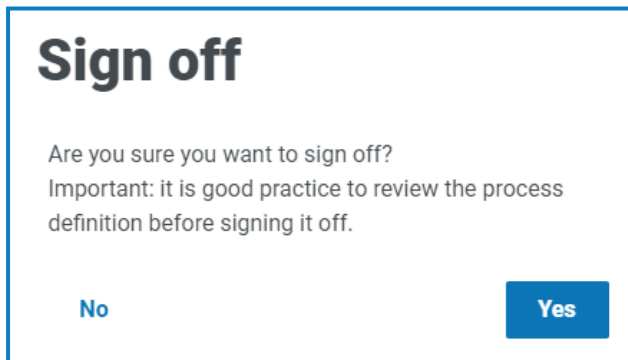 Sign off
Are you sure you want to sign off?
Important: it is good practice to review the process
definition before signing it off.
No
Yes